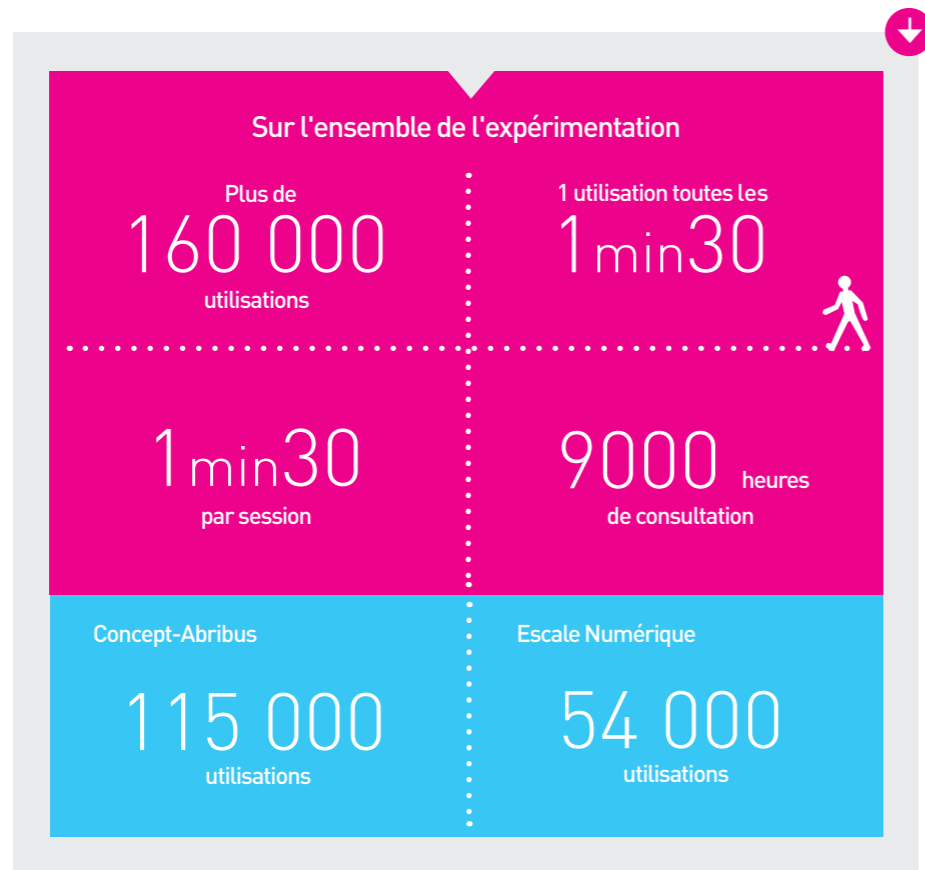 Sur l'ensemble de l'expérimentation
Plus de
160 000
utilisations
1 utilisation toutes les
1min30
1min30
par session
9000 heures
de consultation
Concept-Abribus
115 000
utilisations
Escale Numérique
54 000
utilisations